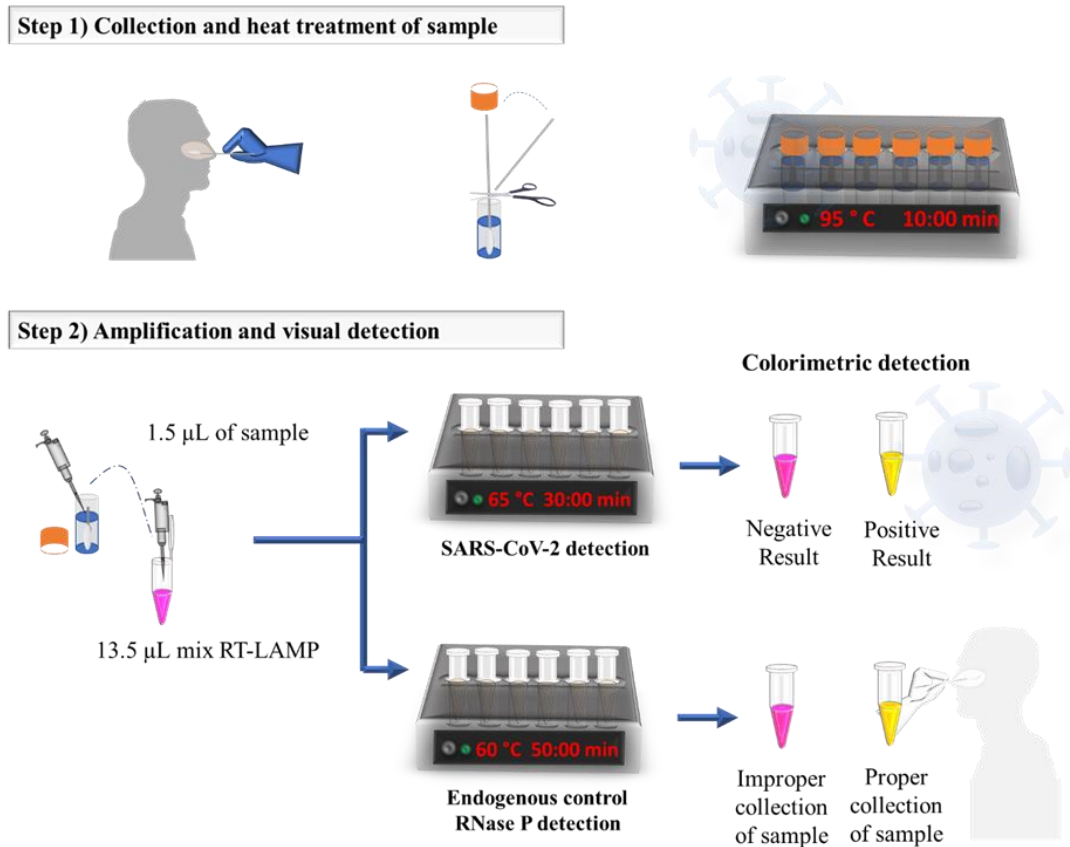 Step 1) Collection and heat treatment of sample
95 ° C 10:00 min
Step 2) Amplification and visual detection
Colorimetric detection
1.5 µL of sample
65 °C 30:00 min
SARS-CoV-2 detection
Negative
Result
Positive
Result
13.5 µL mix RT-LAMP
60 °C 50:00 min
Endogenous control
RNase P detection
Improper
collection
of sample
Proper
collection
of sample